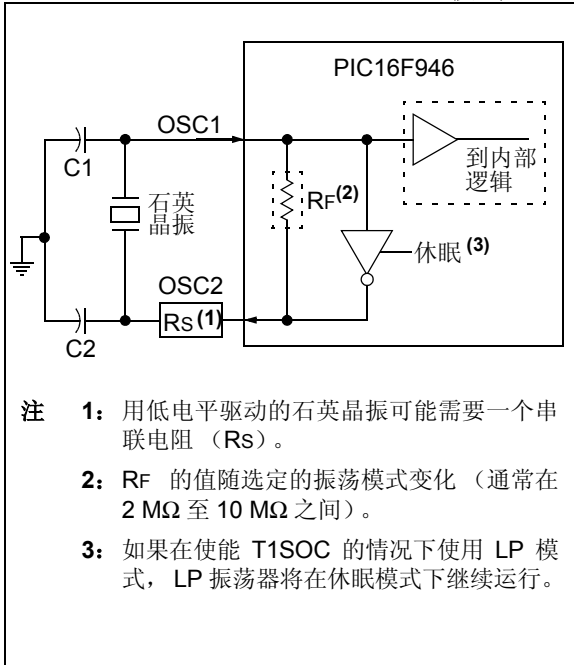 PIC16F946
OSC1
C1
石英
晶振
RF(2)
到内部
逻辑
休眠 (3)
OSC2
RS (1)
C2
注 1：用低电平驱动的石英晶振可能需要一个串
联电阻 （RS）。
2：RF 的值随选定的振荡模式变化 （通常在
2 MΩ 至 10 MΩ 之间）。
3：如果在使能 T1SOC 的情况下使用 LP 模
式， LP 振荡器将在休眠模式下继续运行。